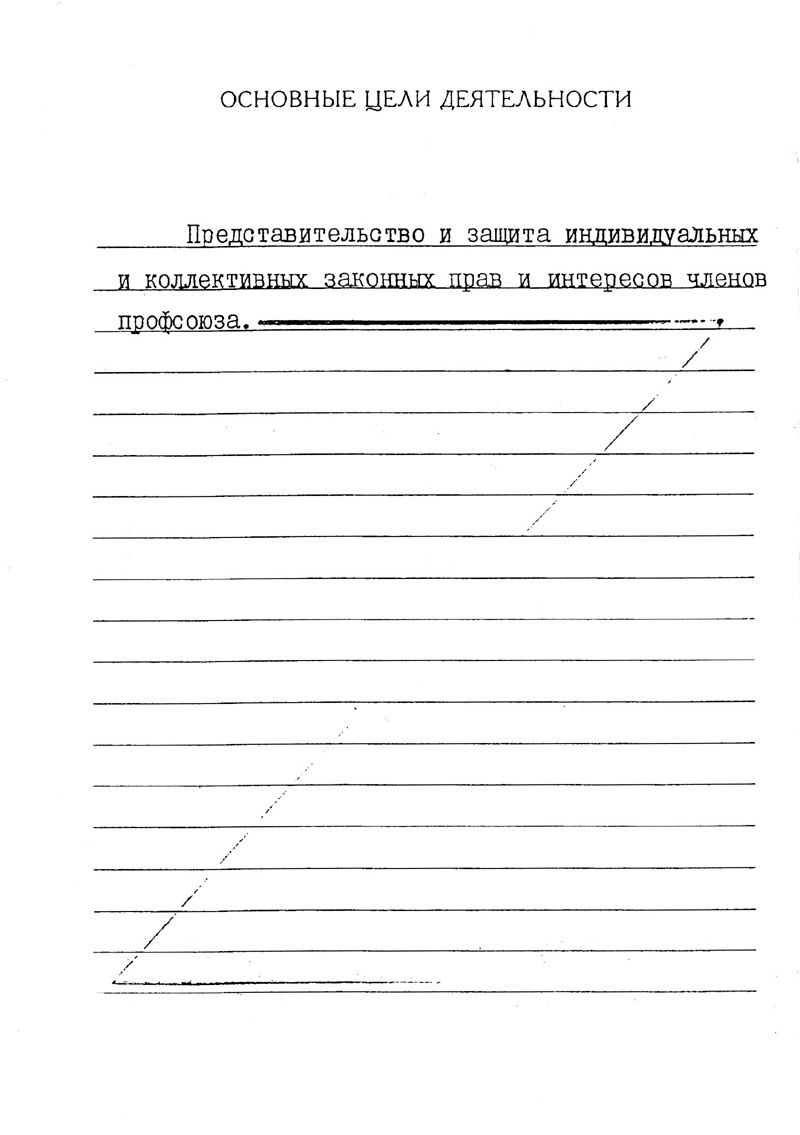 ОСНОВНЫЕ ЦЕЛИ ДЕЯТЕЛЬНОСТИ
Представительство и защита индивидуальных
и коллективных законных прав и интересов членов
профсоюза.